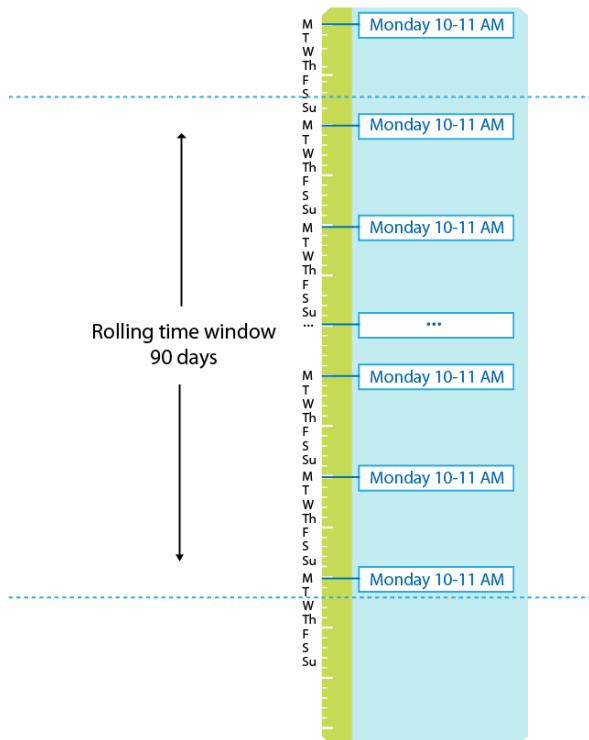 M Monday 10-11 AM
T
W
Th
F
S
Su
M Monday 10-11 AM
T
W
Th
F
S
Su
M Monday 10-11 AM
T
W
Th
F
S
Su
... ...
Rolling time window
90 days
M Monday 10-11 AM
T
W
Th
F
S
Su
M Monday 10-11 AM
T
W
Th
F
S
Su
M Monday 10-11 AM
T
W
Th
F
S
Su